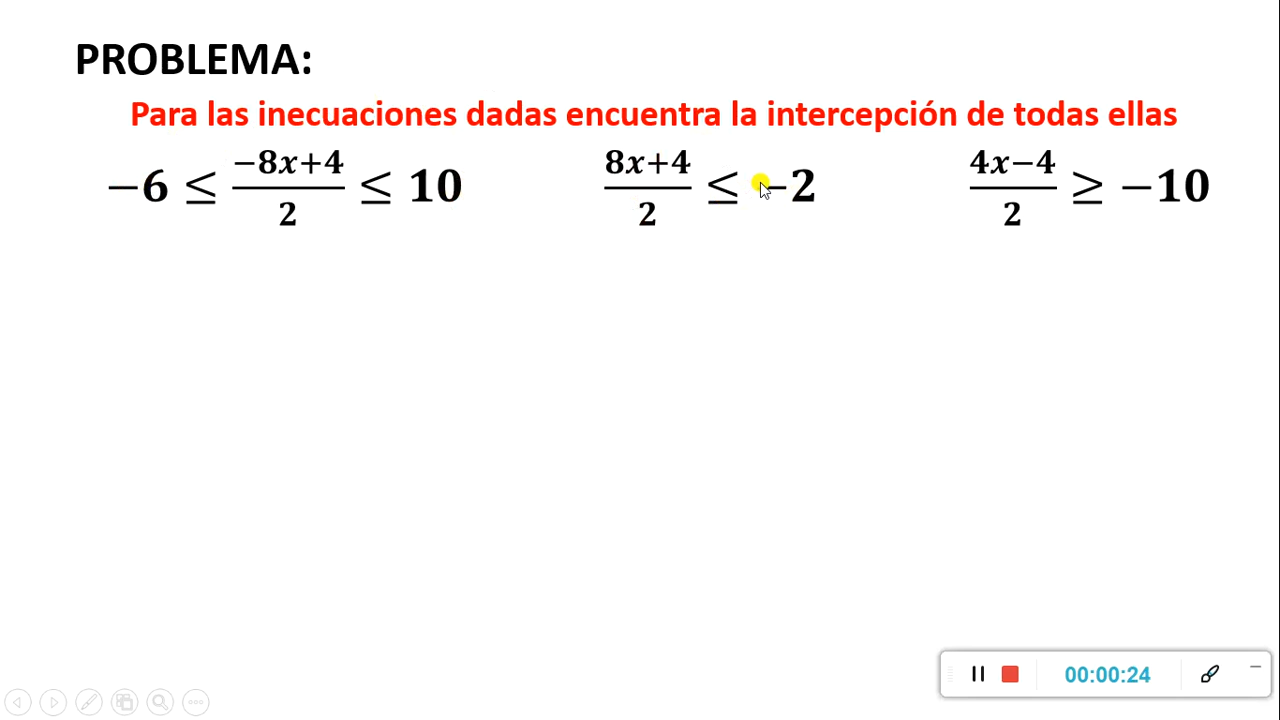 PROBLEMA:
Para las inecuaciones dadas encuentra la intercepción de todas ellas
−6 ≤ (−8x+4)/2 ≤ 10 (8x+4)/2 ≤ −2 (4x−4)/2 ≥ −10
00:00:24